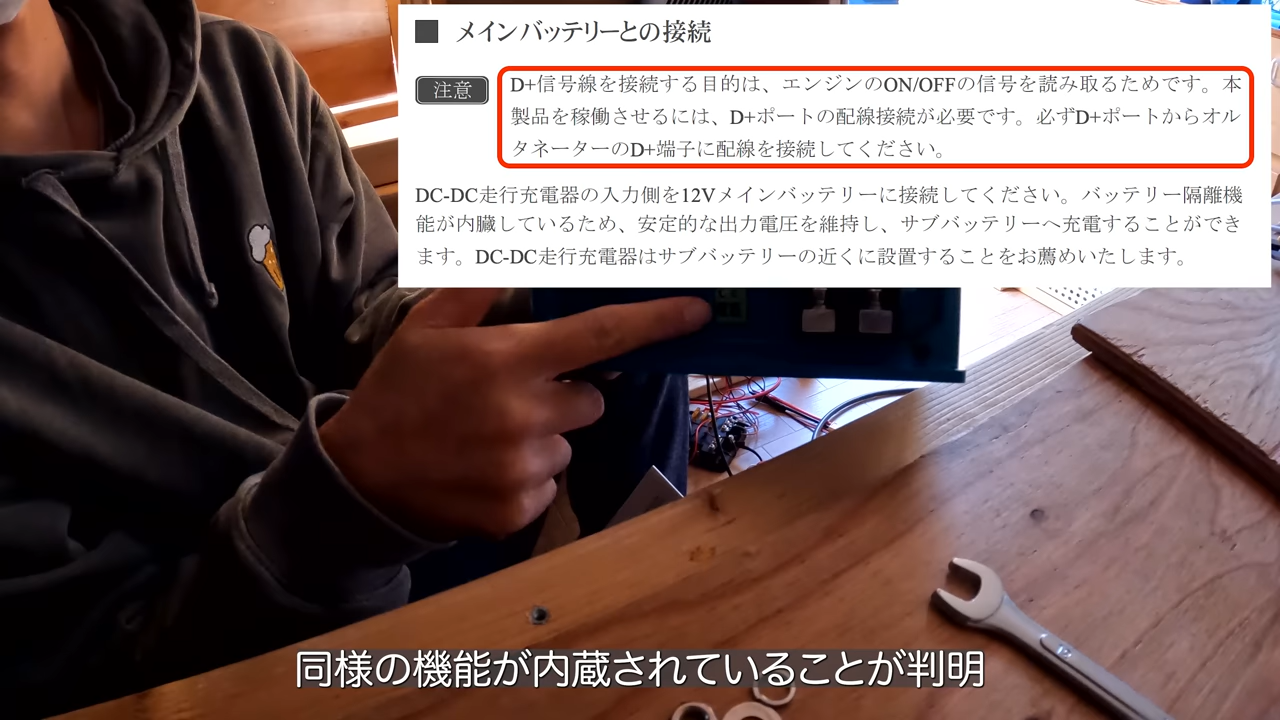 ■ メインバッテリーとの接続
注意
D+信号線を接続する目的は、エンジンのON/OFFの信号を読み取るためです。本
製品を稼働させるには、D+ポートの配線接続が必要です。必ずD+ポートからオル
タネーターのD+端子に配線を接続してください。
DC-DC走行充電器の入力側を12Vメインバッテリーに接続してください。バッテリー隔離機
能が内臓しているため、安定的な出力電圧を維持し、サブバッテリーへ充電することができ
ます。DC-DC走行充電器はサブバッテリーの近くに設置することをお薦めいたします。
同様の機能が内蔵されていることが判明